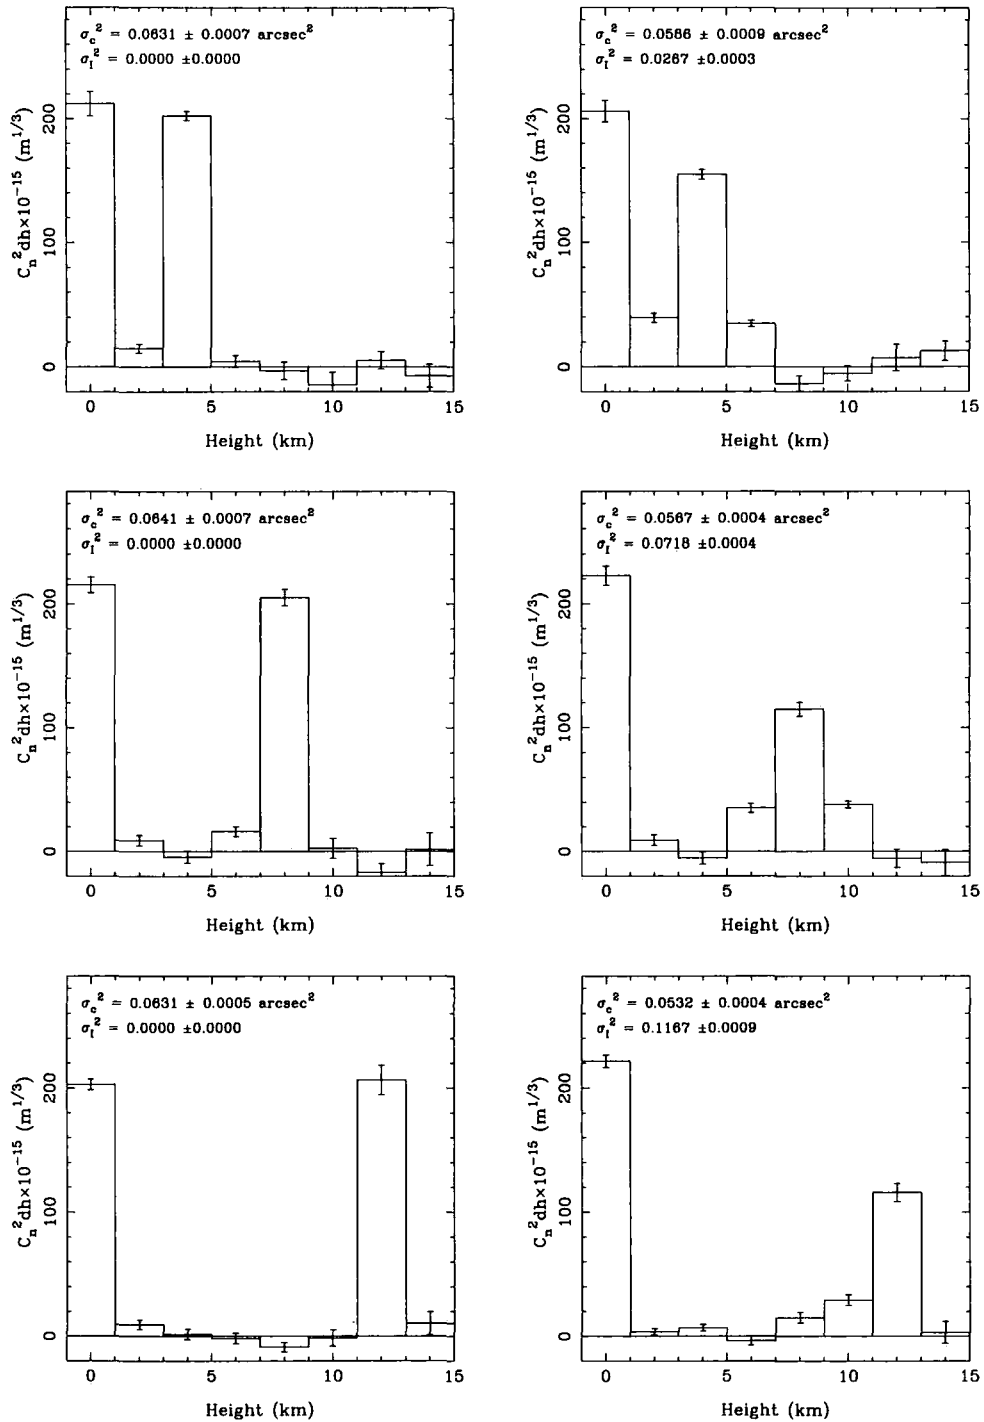 σc² = 0.0631 ± 0.0007 arcsec²
σI² = 0.0000 ±0.0000
Cn²dh×10⁻¹⁵ (m^1/3)
200
100
0
0 5 10 15
Height (km)
σc² = 0.0586 ± 0.0009 arcsec²
σI² = 0.0267 ±0.0003
Cn²dh×10⁻¹⁵ (m^1/3)
200
100
0
0 5 10 15
Height (km)
σc² = 0.0641 ± 0.0007 arcsec²
σI² = 0.0000 ±0.0000
Cn²dh×10⁻¹⁵ (m^1/3)
200
100
0
0 5 10 15
Height (km)
σc² = 0.0567 ± 0.0004 arcsec²
σI² = 0.0718 ±0.0004
Cn²dh×10⁻¹⁵ (m^1/3)
200
100
0
0 5 10 15
Height (km)
σc² = 0.0631 ± 0.0005 arcsec²
σI² = 0.0000 ±0.0000
Cn²dh×10⁻¹⁵ (m^1/3)
200
100
0
0 5 10 15
Height (km)
σc² = 0.0532 ± 0.0004 arcsec²
σI² = 0.1167 ±0.0009
Cn²dh×10⁻¹⁵ (m^1/3)
200
100
0
0 5 10 15
Height (km)